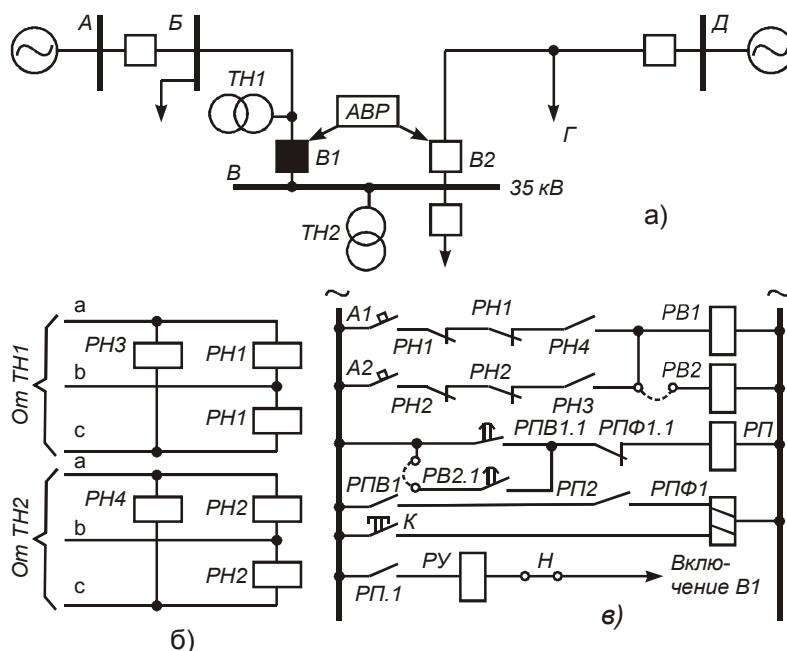 А Б Д
ТН1
АВР
Г
В1 В2
В 35 кВ
ТН2
а)
От ТН1
a
РН3 РН1
b
РН1
c
От ТН2
a
РН4 РН2
b
РН2
c
б)
~ ~
А1 РН1 РВ1
РН1 РН4
А2 РН2 РВ2
РН2 РН3
РПВ1.1 РПФ1.1 РП
РВ2.1
РПВ1 РП2 РПФ1
К
РУ Н Вклю-
чение В1
РП.1
в)